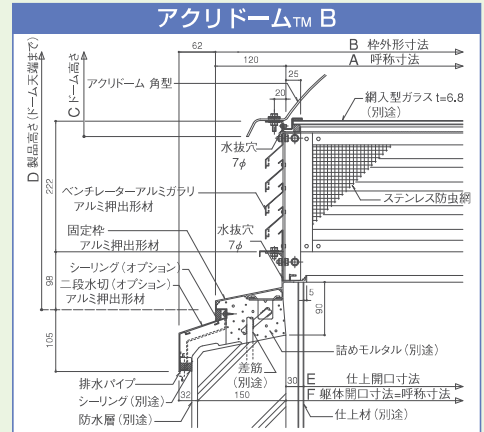 アクリドーム™ B
62
B 枠外形寸法
120
A 呼称寸法
25
20
アクリドーム 角型
網入型ガラス t=6.8
(別途)
C ドーム高さ
D 製品高さ(ドーム天端まで)
水抜穴
7φ
222
ベンチレーターアルミガラリ
アルミ押出形材
ステンレス防虫網
固定枠
アルミ押出形材
水抜穴
7φ
シーリング(オプション)
二段水切(オプション)
アルミ押出形材
98
5
90
105
詰めモルタル(別途)
差筋
(別途)
排水パイプ
シーリング(別途)
防水層(別途)
32
150
30
E 仕上開口寸法
F 躯体開口寸法=呼称寸法
仕上材(別途)